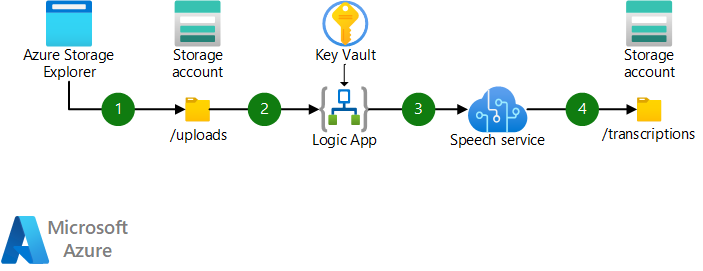 Azure Storage
Explorer
Storage
account
Key Vault
Storage
account
1
2
3
4
/uploads
Logic App
Speech service
/transcriptions
Microsoft
Azure